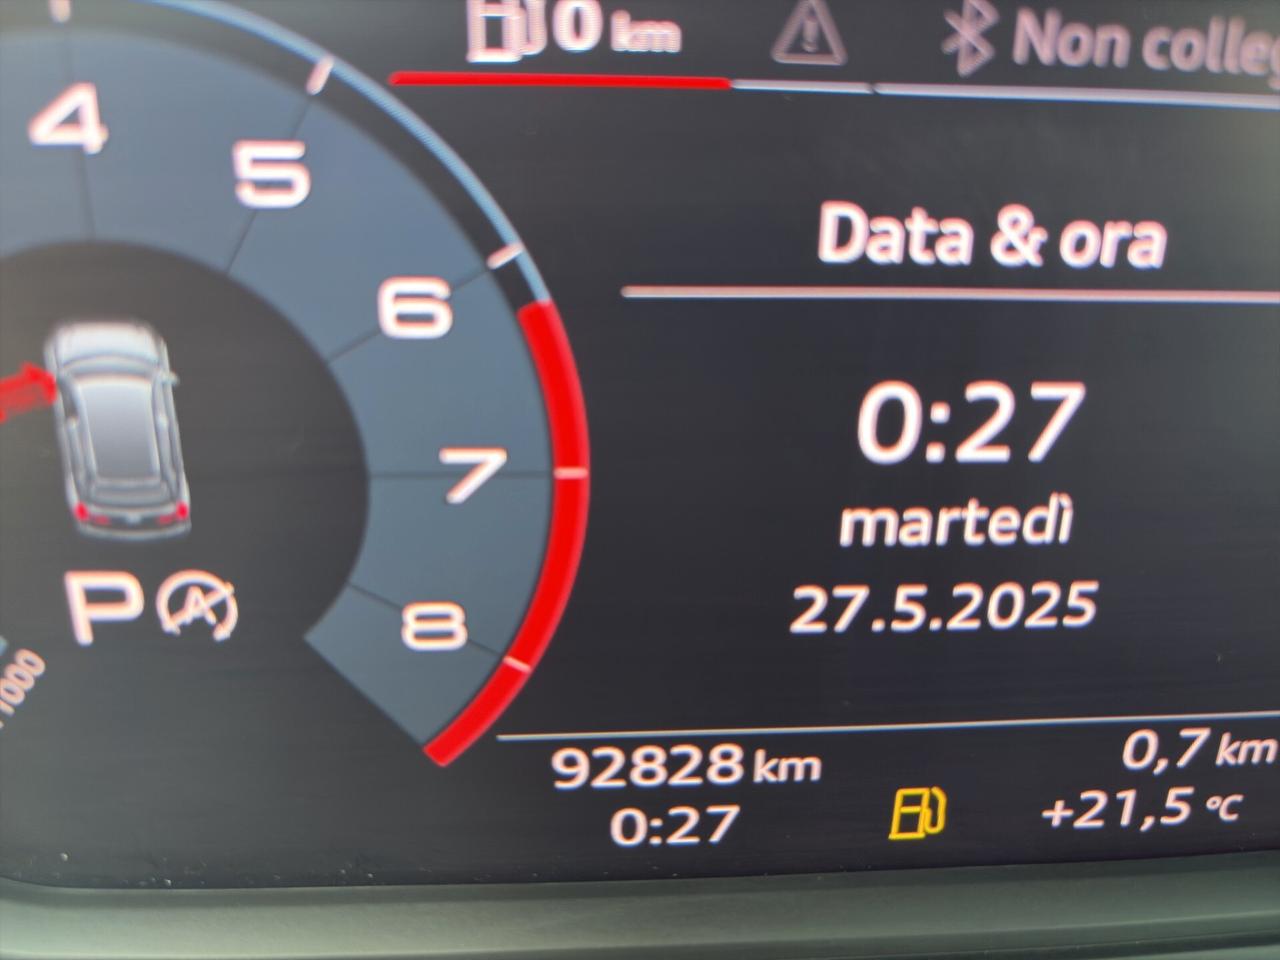 0 km
Non colle
4
5
6
7
8
Data & ora
0:27
martedì
27.5.2025
P
A
1000
92828 km
0,7 km
0:27
+21,5 °C